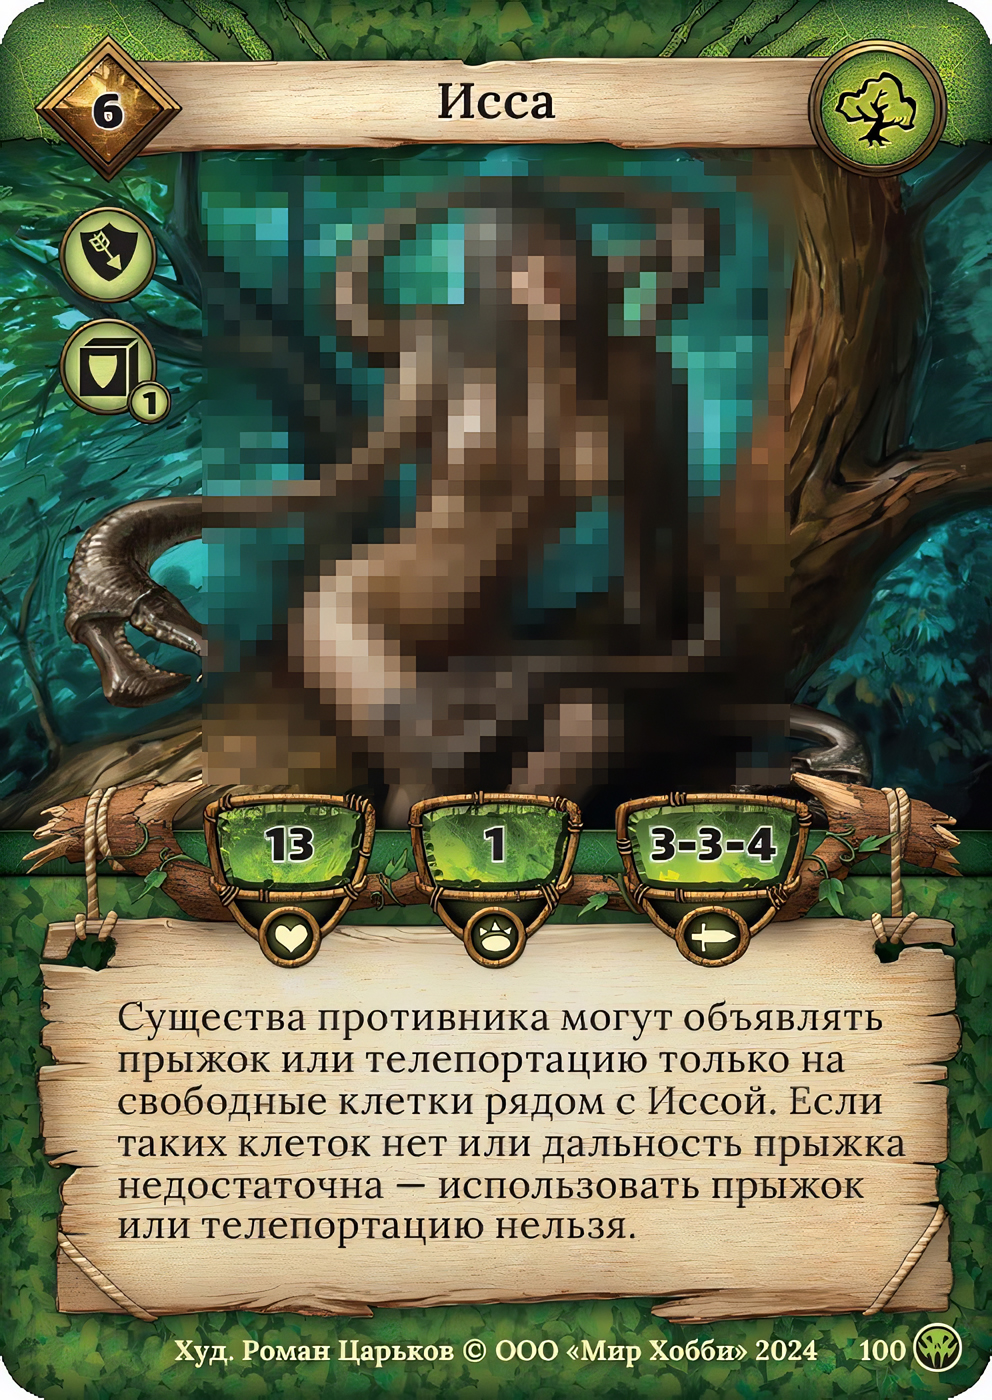 6
Исса
1
13
1
3-3-4
Существа противника могут объявлять
прыжок или телепортацию только на
свободные клетки рядом с Иссой. Если
таких клеток нет или дальность прыжка
недостаточна — использовать прыжок
или телепортацию нельзя.
Худ. Роман Царьков © ООО «Мир Хобби» 2024 100